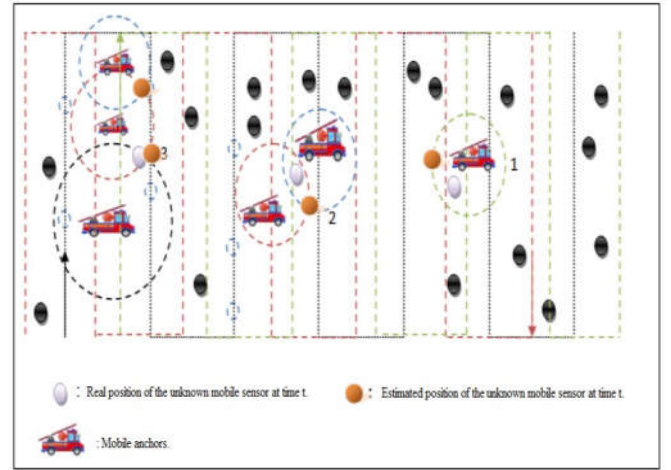 1
3
2
: Real position of the unknown mobile sensor at time t.
: Estimated position of the unknown mobile sensor at time t.
: Mobile anchors.